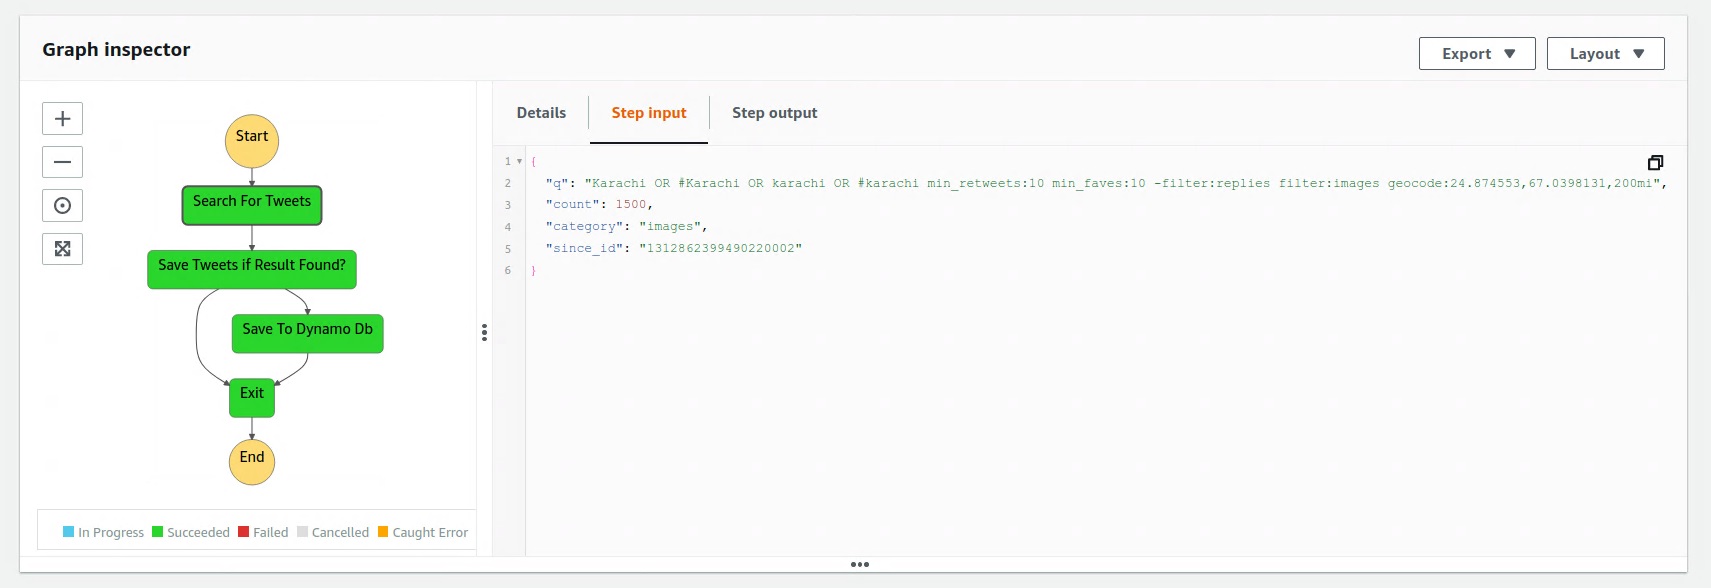 Graph inspector
Export
Layout
Start
Search For Tweets
Save Tweets if Result Found?
Save To Dynamo Db
Exit
End
In Progress Succeeded Failed Cancelled Caught Error
Details Step input Step output
1 {
2 "q": "Karachi OR #Karachi OR karachi OR #karachi min_retweets:10 min_faves:10 -filter:replies filter:images geocode:24.874553,67.0398131,200mi",
3 "count": 1500,
4 "category": "images",
5 "since_id": "1312862399490220002"
6 }